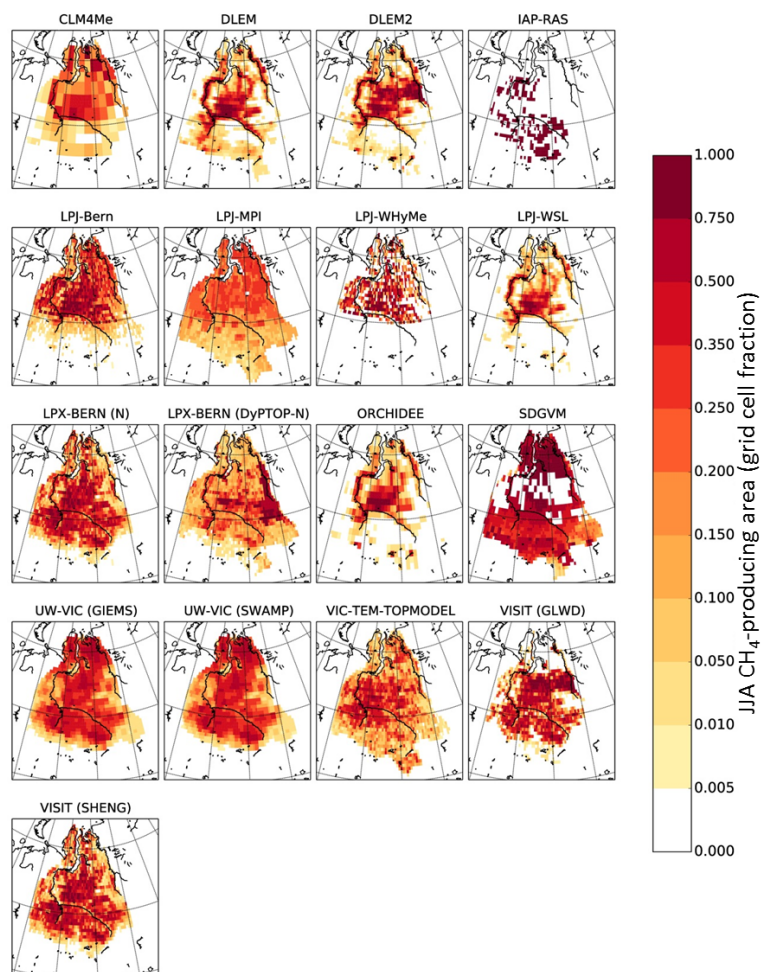 CLM4Me
DLEM
DLEM2
IAP-RAS
LPJ-Bern
LPJ-MPI
LPJ-WHyMe
LPJ-WSL
LPX-BERN (N)
LPX-BERN (DyPTOP-N)
ORCHIDEE
SDGVM
UW-VIC (GIEMS)
UW-VIC (SWAMP)
VIC-TEM-TOPMODEL
VISIT (GLWD)
VISIT (SHENG)
1.000
0.750
0.500
0.350
0.250
0.200
0.150
0.100
0.050
0.010
0.005
0.000
JJA CH₄-producing area (grid cell fraction)